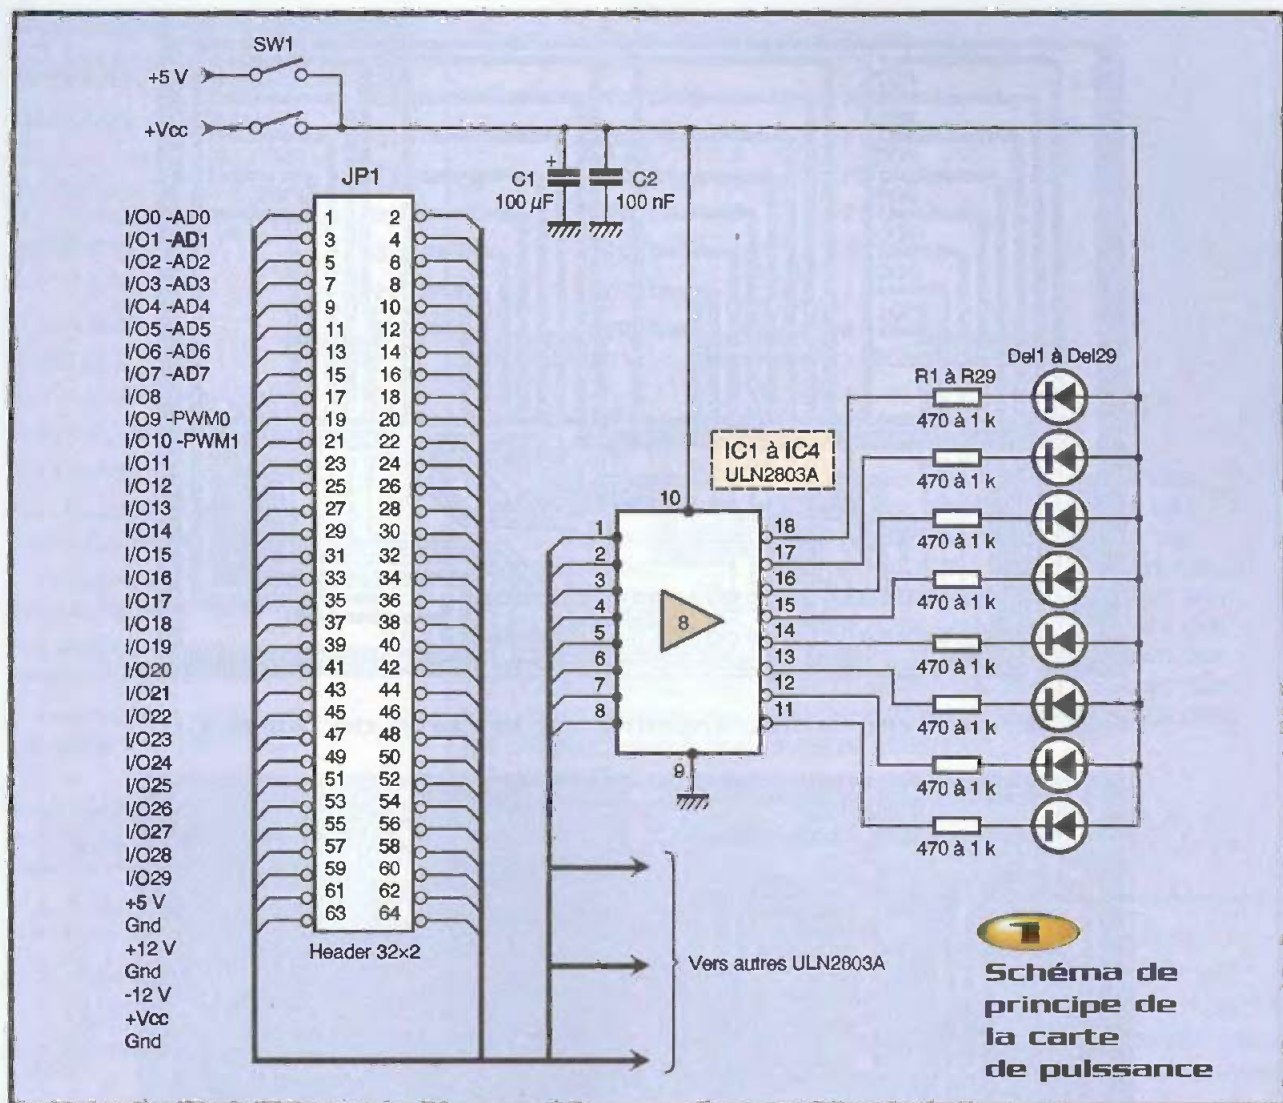 SW1
+5 V
+Vcc
C1
100 µF
+
C2
100 nF
JP1
I/O0 -AD0
I/O1 -AD1
I/O2 -AD2
I/O3 -AD3
I/O4 -AD4
I/O5 -AD5
I/O6 -AD6
I/O7 -AD7
I/O8
I/O9 -PWM0
I/O10 -PWM1
I/O11
I/O12
I/O13
I/O14
I/O15
I/O16
I/O17
I/O18
I/O19
I/O20
I/O21
I/O22
I/O23
I/O24
I/O25
I/O26
I/O27
I/O28
I/O29
+5 V
Gnd
+12 V
Gnd
-12 V
+Vcc
Gnd
1 2
3 4
5 6
7 8
9 10
11 12
13 14
15 16
17 18
19 20
21 22
23 24
25 26
27 28
29 30
31 32
33 34
35 36
37 38
39 40
41 42
43 44
45 46
47 48
49 50
51 52
53 54
55 56
57 58
59 60
61 62
63 64
Header 32×2
IC1 à IC4
ULN2803A
10
1
2
3
4
5
6
7
8
8
18
17
16
15
14
13
12
11
9
R1 à R29
Del1 à Del29
470 à 1 k
470 à 1 k
470 à 1 k
470 à 1 k
470 à 1 k
470 à 1 k
470 à 1 k
470 à 1 k
Vers autres ULN2803A
1
Schéma de
principe de
la carte
de puissance